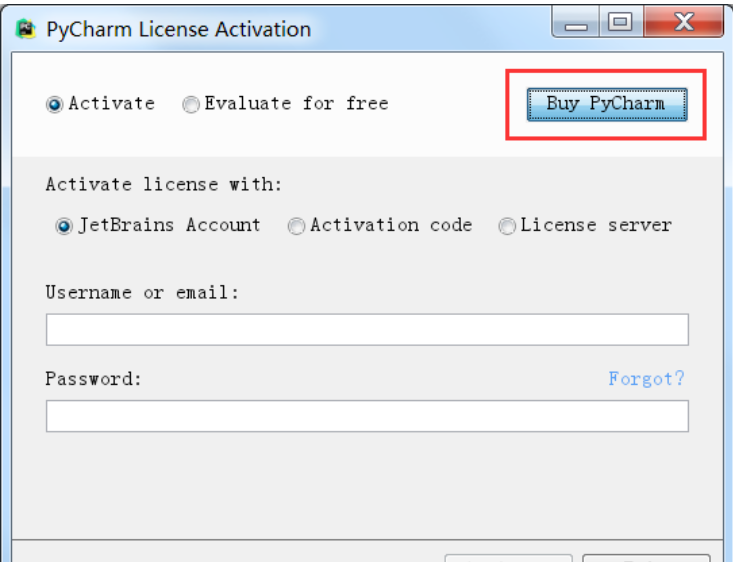 PyCharm License Activation
Activate Evaluate for free Buy PyCharm
Activate license with:
JetBrains Account Activation code License server
Username or email:
Password: Forgot?